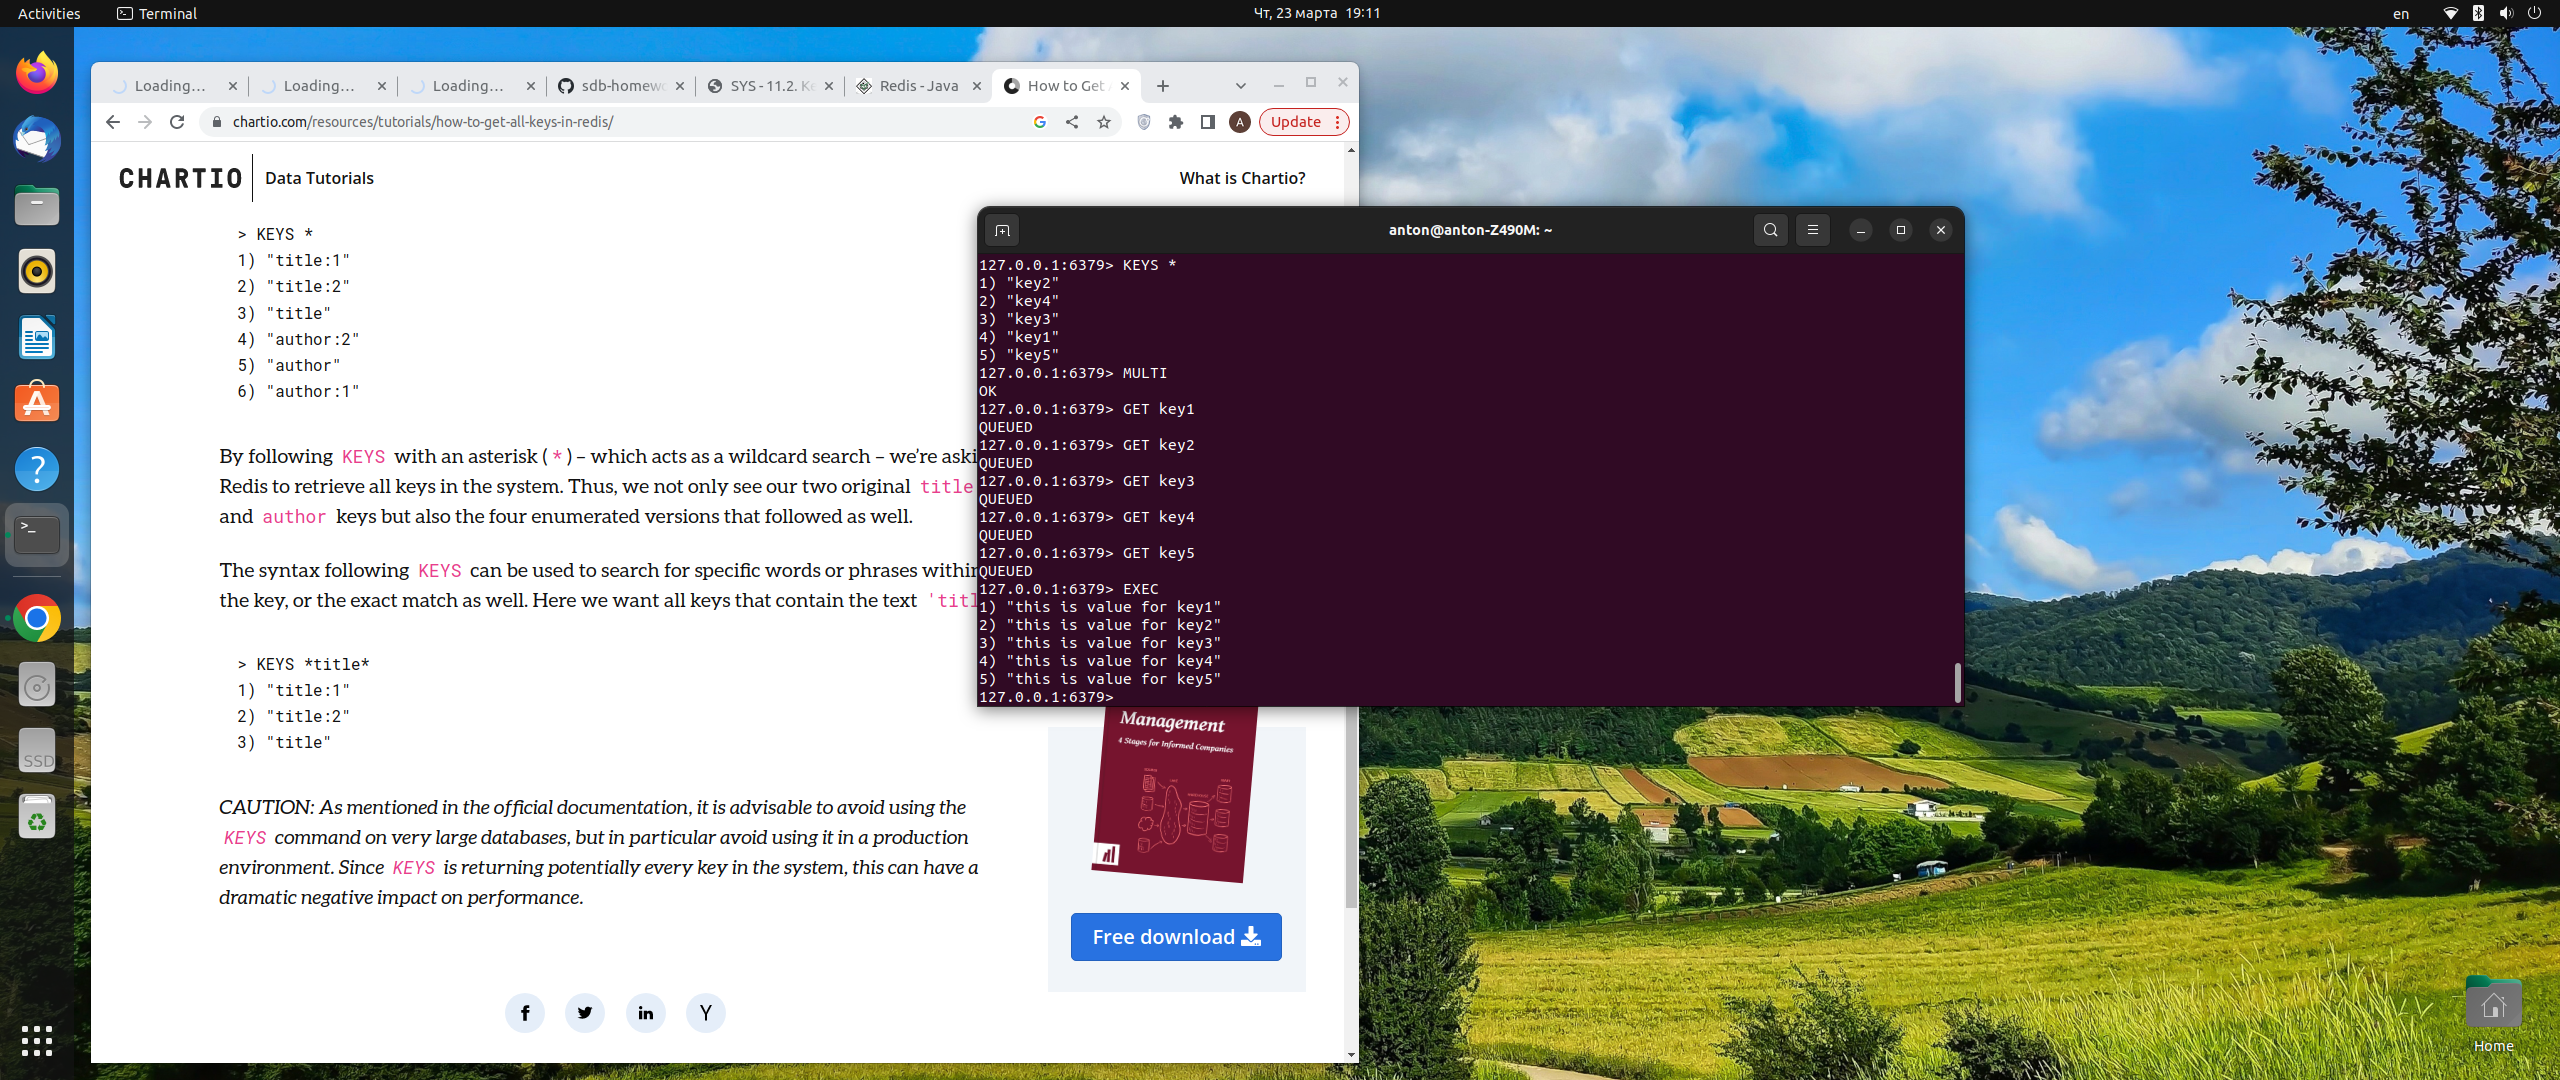 Activities
Terminal
Чт, 23 марта 19:11
en
Loading…
Loading…
Loading…
sdb-homewo
SYS - 11.2. Ke
Redis - Java
How to Get A
chartio.com/resources/tutorials/how-to-get-all-keys-in-redis/
A
Update
CHARTIO
Data Tutorials
What is Chartio?
> KEYS *
1) "title:1"
2) "title:2"
3) "title"
4) "author:2"
5) "author"
6) "author:1"
By following KEYS with an asterisk ( * ) – which acts as a wildcard search – we’re aski
Redis to retrieve all keys in the system. Thus, we not only see our two original title
and author keys but also the four enumerated versions that followed as well.
The syntax following KEYS can be used to search for specific words or phrases within
the key, or the exact match as well. Here we want all keys that contain the text 'titl
> KEYS *title*
1) "title:1"
2) "title:2"
3) "title"
CAUTION: As mentioned in the official documentation, it is advisable to avoid using the
KEYS command on very large databases, but in particular avoid using it in a production
environment. Since KEYS is returning potentially every key in the system, this can have a
dramatic negative impact on performance.
Management
4 Stages for Informed Companies
Free download
anton@anton-Z490M: ~
127.0.0.1:6379> KEYS *
1) "key2"
2) "key4"
3) "key3"
4) "key1"
5) "key5"
127.0.0.1:6379> MULTI
OK
127.0.0.1:6379> GET key1
QUEUED
127.0.0.1:6379> GET key2
QUEUED
127.0.0.1:6379> GET key3
QUEUED
127.0.0.1:6379> GET key4
QUEUED
127.0.0.1:6379> GET key5
QUEUED
127.0.0.1:6379> EXEC
1) "this is value for key1"
2) "this is value for key2"
3) "this is value for key3"
4) "this is value for key4"
5) "this is value for key5"
127.0.0.1:6379>
SSD
Home